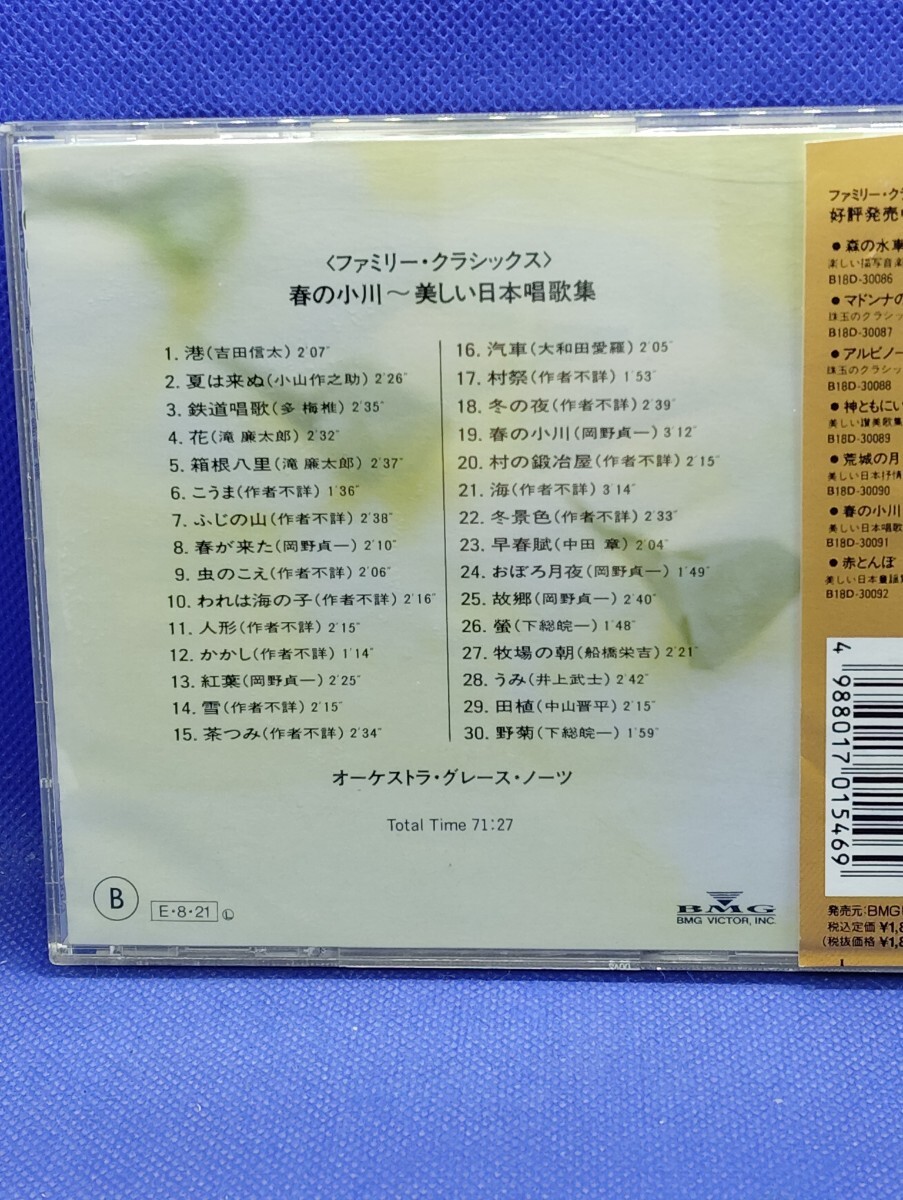 〈ファミリー・クラシックス〉
春の小川～美しい日本唱歌集
1. 港(吉田信太) 2'07"
2. 夏は来ぬ(小山作之助) 2'26"
3. 鉄道唱歌(多 梅稚) 2'35"
4. 花(滝 廉太郎) 2'32"
5. 箱根八里(滝 廉太郎) 2'37"
6. こうま(作者不詳) 1'36"
7. ふじの山(作者不詳) 2'38"
8. 春が来た(岡野貞一) 2'10"
9. 虫のこえ(作者不詳) 2'06"
10. われは海の子(作者不詳) 2'16"
11. 人形(作者不詳) 2'15"
12. かかし(作者不詳) 1'14"
13. 紅葉(岡野貞一) 2'25"
14. 雪(作者不詳) 2'15"
15. 茶つみ(作者不詳) 2'34"
16. 汽車(大和田愛羅) 2'05"
17. 村祭(作者不詳) 1'53"
18. 冬の夜(作者不詳) 2'39"
19. 春の小川(岡野貞一) 3'12"
20. 村の鍛冶屋(作者不詳) 2'15"
21. 海(作者不詳) 3'14"
22. 冬景色(作者不詳) 2'33"
23. 早春賦(中田 章) 2'04"
24. おぼろ月夜(岡野貞一) 1'49"
25. 故郷(岡野貞一) 2'40"
26. 螢(下総皖一) 1'48"
27. 牧場の朝(船橋栄吉) 2'21"
28. うみ(井上武士) 2'42"
29. 田植(中山晋平) 2'15"
30. 野菊(下総皖一) 1'59"
オーケストラ・グレース・ノーツ
Total Time 71:27
B
E・8・21 Ⓛ
BMG
BMG VICTOR, INC.
ファミリー・クラ
好評発売
●森の水車
楽しい描写音楽
B18D-30086
●マドンナの
珠玉のクラシッ
B18D-30087
●アルビノー
珠玉のクラシッ
B18D-30088
●神ともにい
美しい讃美歌集
B18D-30089
●荒城の月
美しい日本抒情
B18D-30090
●春の小川
美しい日本唱歌
B18D-30091
●赤とんぼ
美しい日本童謡
B18D-30092
4 988017 015469
発売元:BMG
税込定価¥1,8
(税抜価格¥1,8